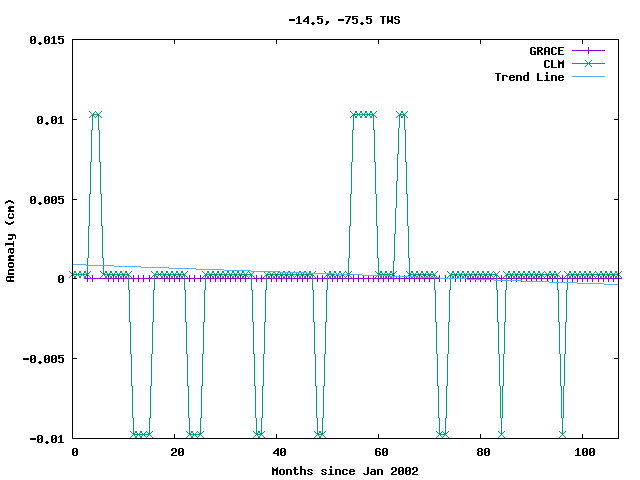 -14.5, -75.5 TWS
0.015
GRACE
CLM
Trend Line
0.01
0.005
0
-0.005
-0.01
Anomaly (cm)
0 20 40 60 80 100
Months since Jan 2002